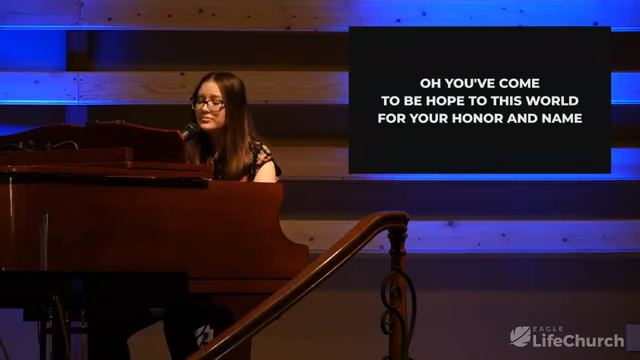 OH YOU'VE COME
TO BE HOPE TO THIS WORLD
FOR YOUR HONOR AND NAME
EAGLE
LifeChurch